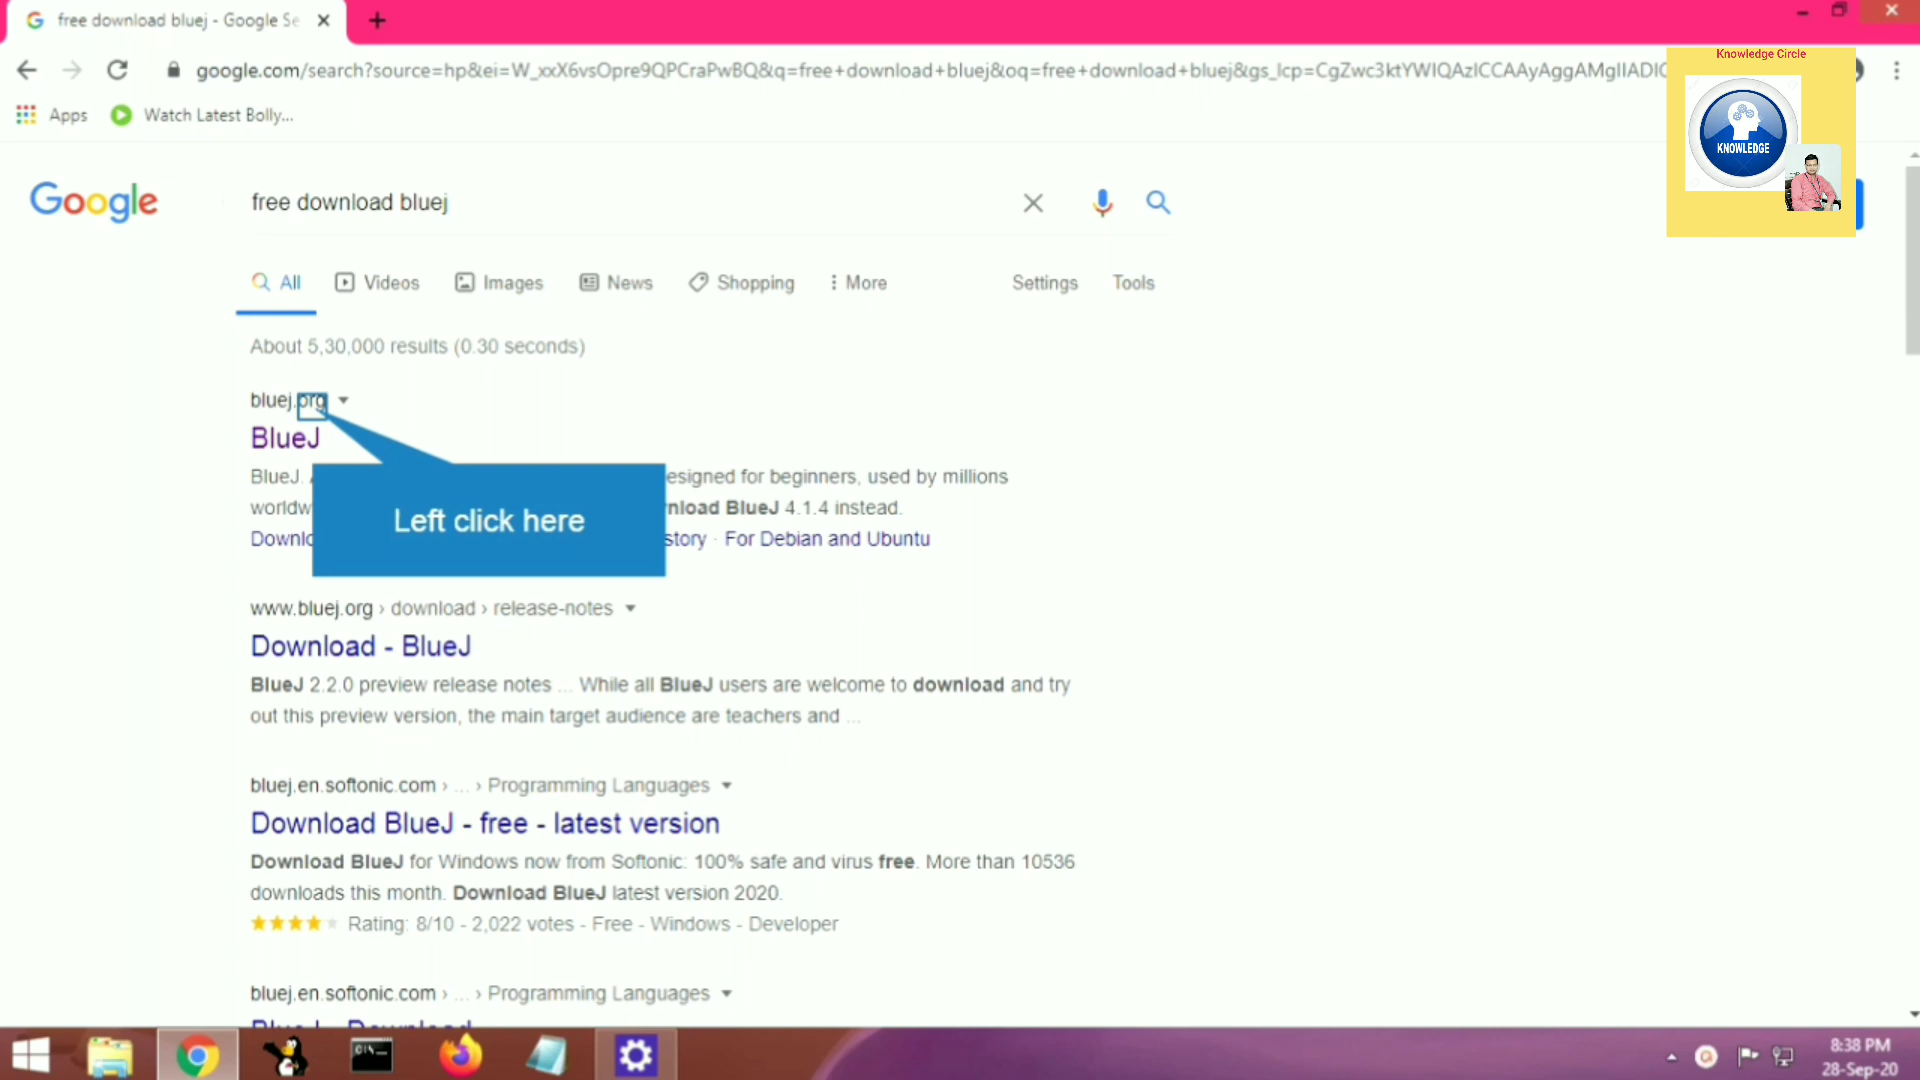 free download bluej - Google Se
google.com/search?source=hp&ei=W_xxX6vsOpre9QPCraPwBQ&q=free+download+bluej&oq=free+download+bluej&gs_lcp=CgZwc3ktYWIQAzICCAAyAggAMgIIADIC
Knowledge Circle
KNOWLEDGE
Apps
Watch Latest Bolly...
Google
free download bluej
All Videos Images News Shopping More Settings Tools
About 5,30,000 results (0.30 seconds)
bluej.org
BlueJ
BlueJ. esigned for beginners, used by millions
worldw nload BlueJ 4.1.4 instead.
Downlo story · For Debian and Ubuntu
Left click here
www.bluej.org › download › release-notes
Download - BlueJ
BlueJ 2.2.0 preview release notes ... While all BlueJ users are welcome to download and try
out this preview version, the main target audience are teachers and ...
bluej.en.softonic.com › ... › Programming Languages
Download BlueJ - free - latest version
Download BlueJ for Windows now from Softonic: 100% safe and virus free. More than 10536
downloads this month. Download BlueJ latest version 2020.
Rating: 8/10 - 2,022 votes - Free - Windows - Developer
bluej.en.softonic.com › ... › Programming Languages
BlueJ - Download
8:38 PM
28-Sep-20